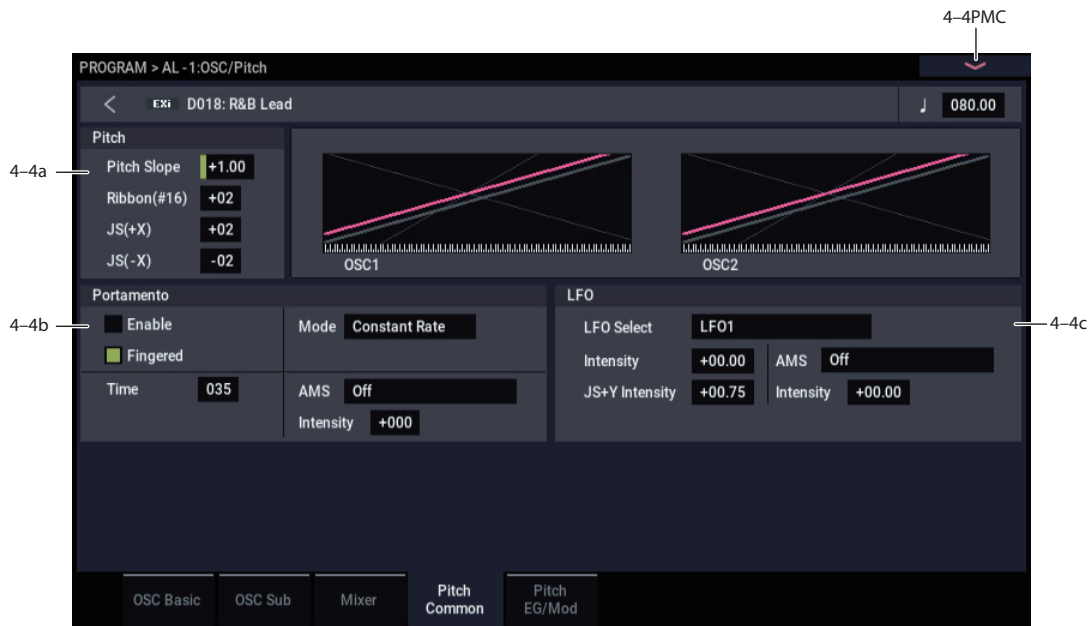 4–4PMC
PROGRAM > AL-1:OSC/Pitch
EXi D018: R&B Lead
♩ 080.00
Pitch
4–4a
Pitch Slope +1.00
Ribbon(#16) +02
JS(+X) +02
JS(-X) -02
OSC1
OSC2
Portamento
4–4b
Enable
Fingered
Mode Constant Rate
Time 035
AMS Off
Intensity +000
LFO
4–4c
LFO Select LFO1
Intensity +00.00
AMS Off
JS+Y Intensity +00.75
Intensity +00.00
OSC Basic
OSC Sub
Mixer
Pitch
Common
Pitch
EG/Mod